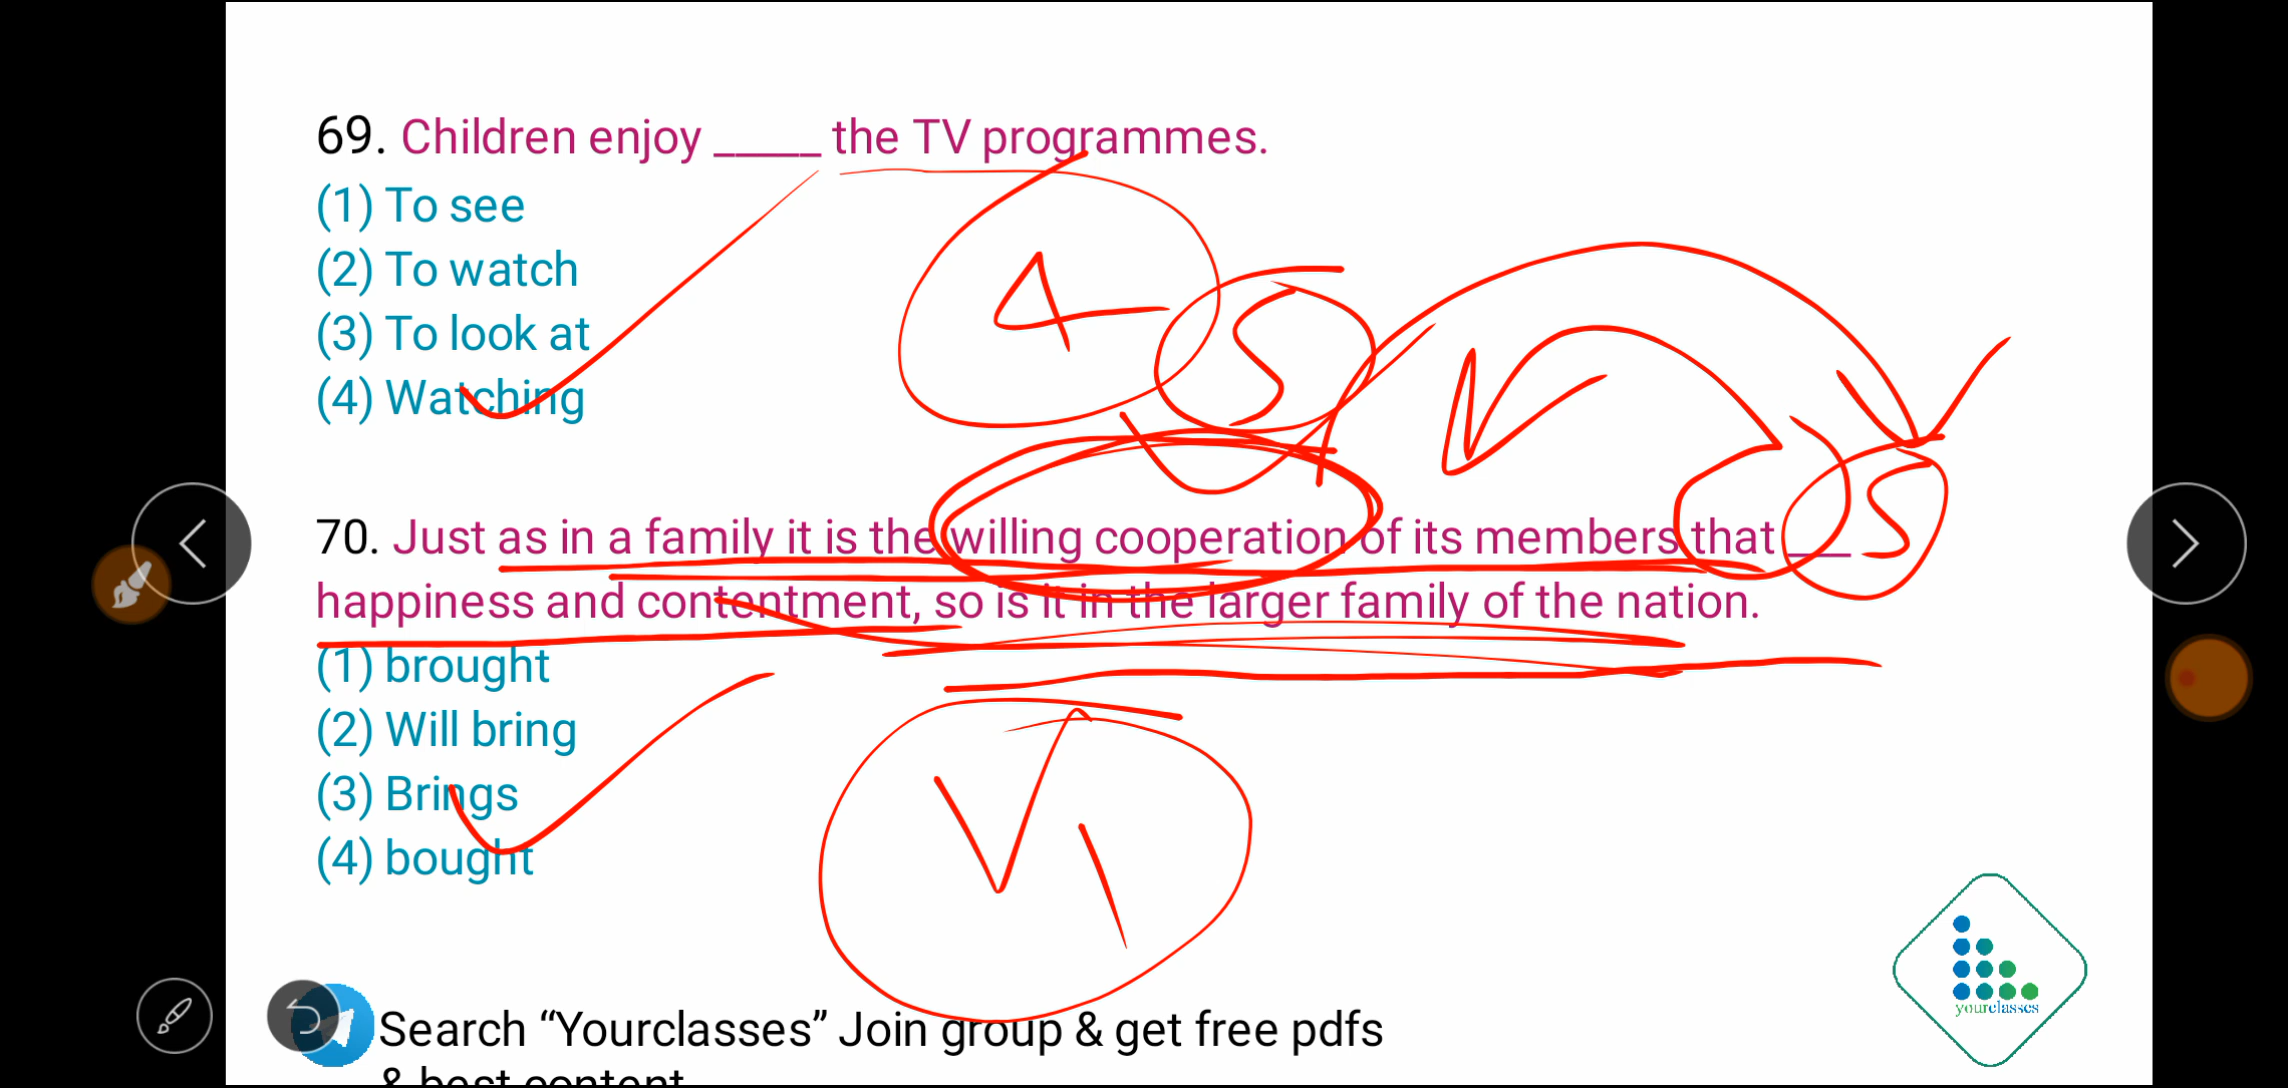 69. Children enjoy _____ the TV programmes.
(1) To see
(2) To watch
(3) To look at
(4) Watching
4
S
S
70. Just as in a family it is the willing cooperation of its members that ___
happiness and contentment, so is it in the larger family of the nation.
(1) brought
(2) Will bring
(3) Brings
(4) bought
V1
yourclasses
Search “Yourclasses” Join group & get free pdfs
& best content